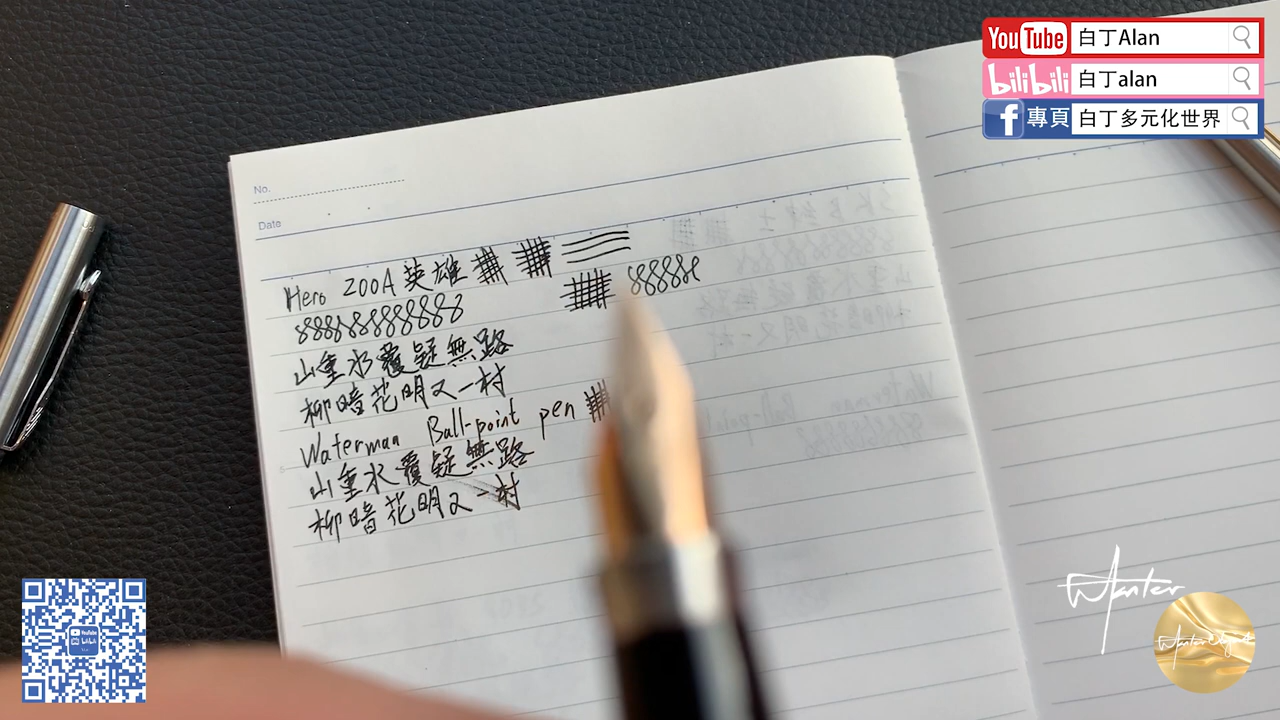 YouTube 白丁Alan
bilibili 白丁alan
f 專頁 白丁多元化世界
No.
Date
Hero 200A 英雄
山重水覆疑無路
柳暗花明又一村
Waterman Ball-point pen
山重水覆疑無路
柳暗花明又一村